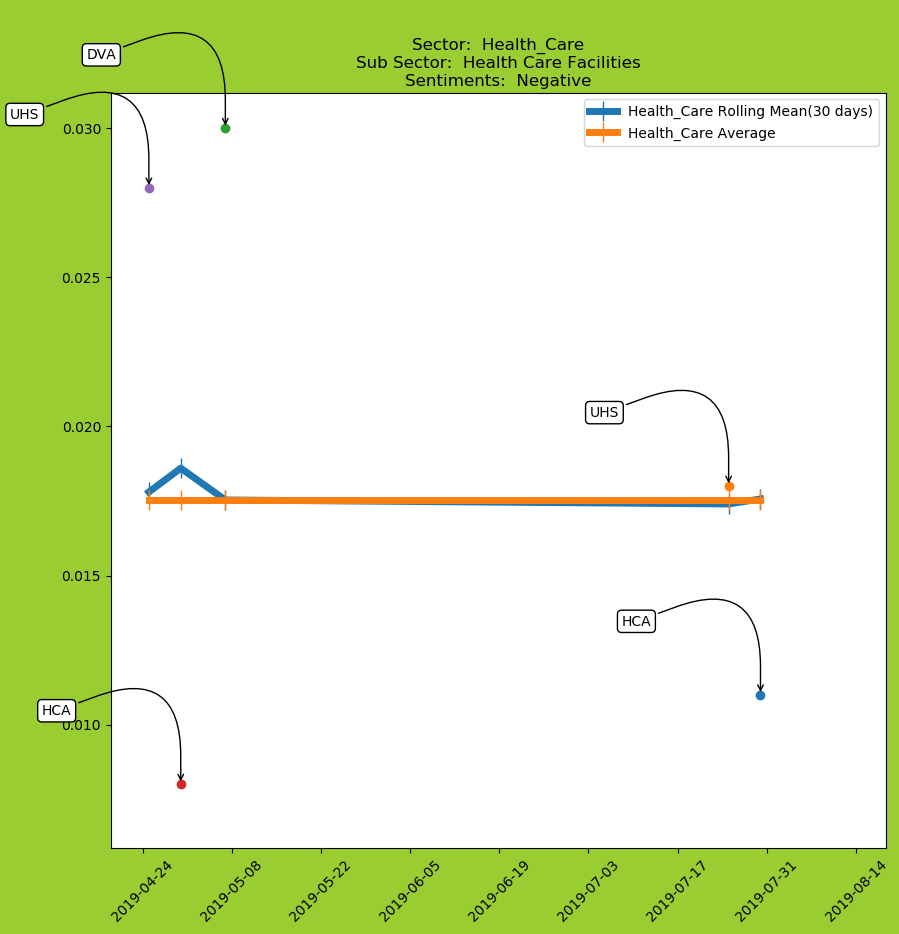 DVA
Sector:  Health_Care
Sub Sector:  Health Care Facilities
Sentiments:  Negative
UHS
Health_Care Rolling Mean(30 days)
Health_Care Average
0.030
0.025
0.020
0.015
0.010
UHS
HCA
HCA
2019-04-24
2019-05-08
2019-05-22
2019-06-05
2019-06-19
2019-07-03
2019-07-17
2019-07-31
2019-08-14